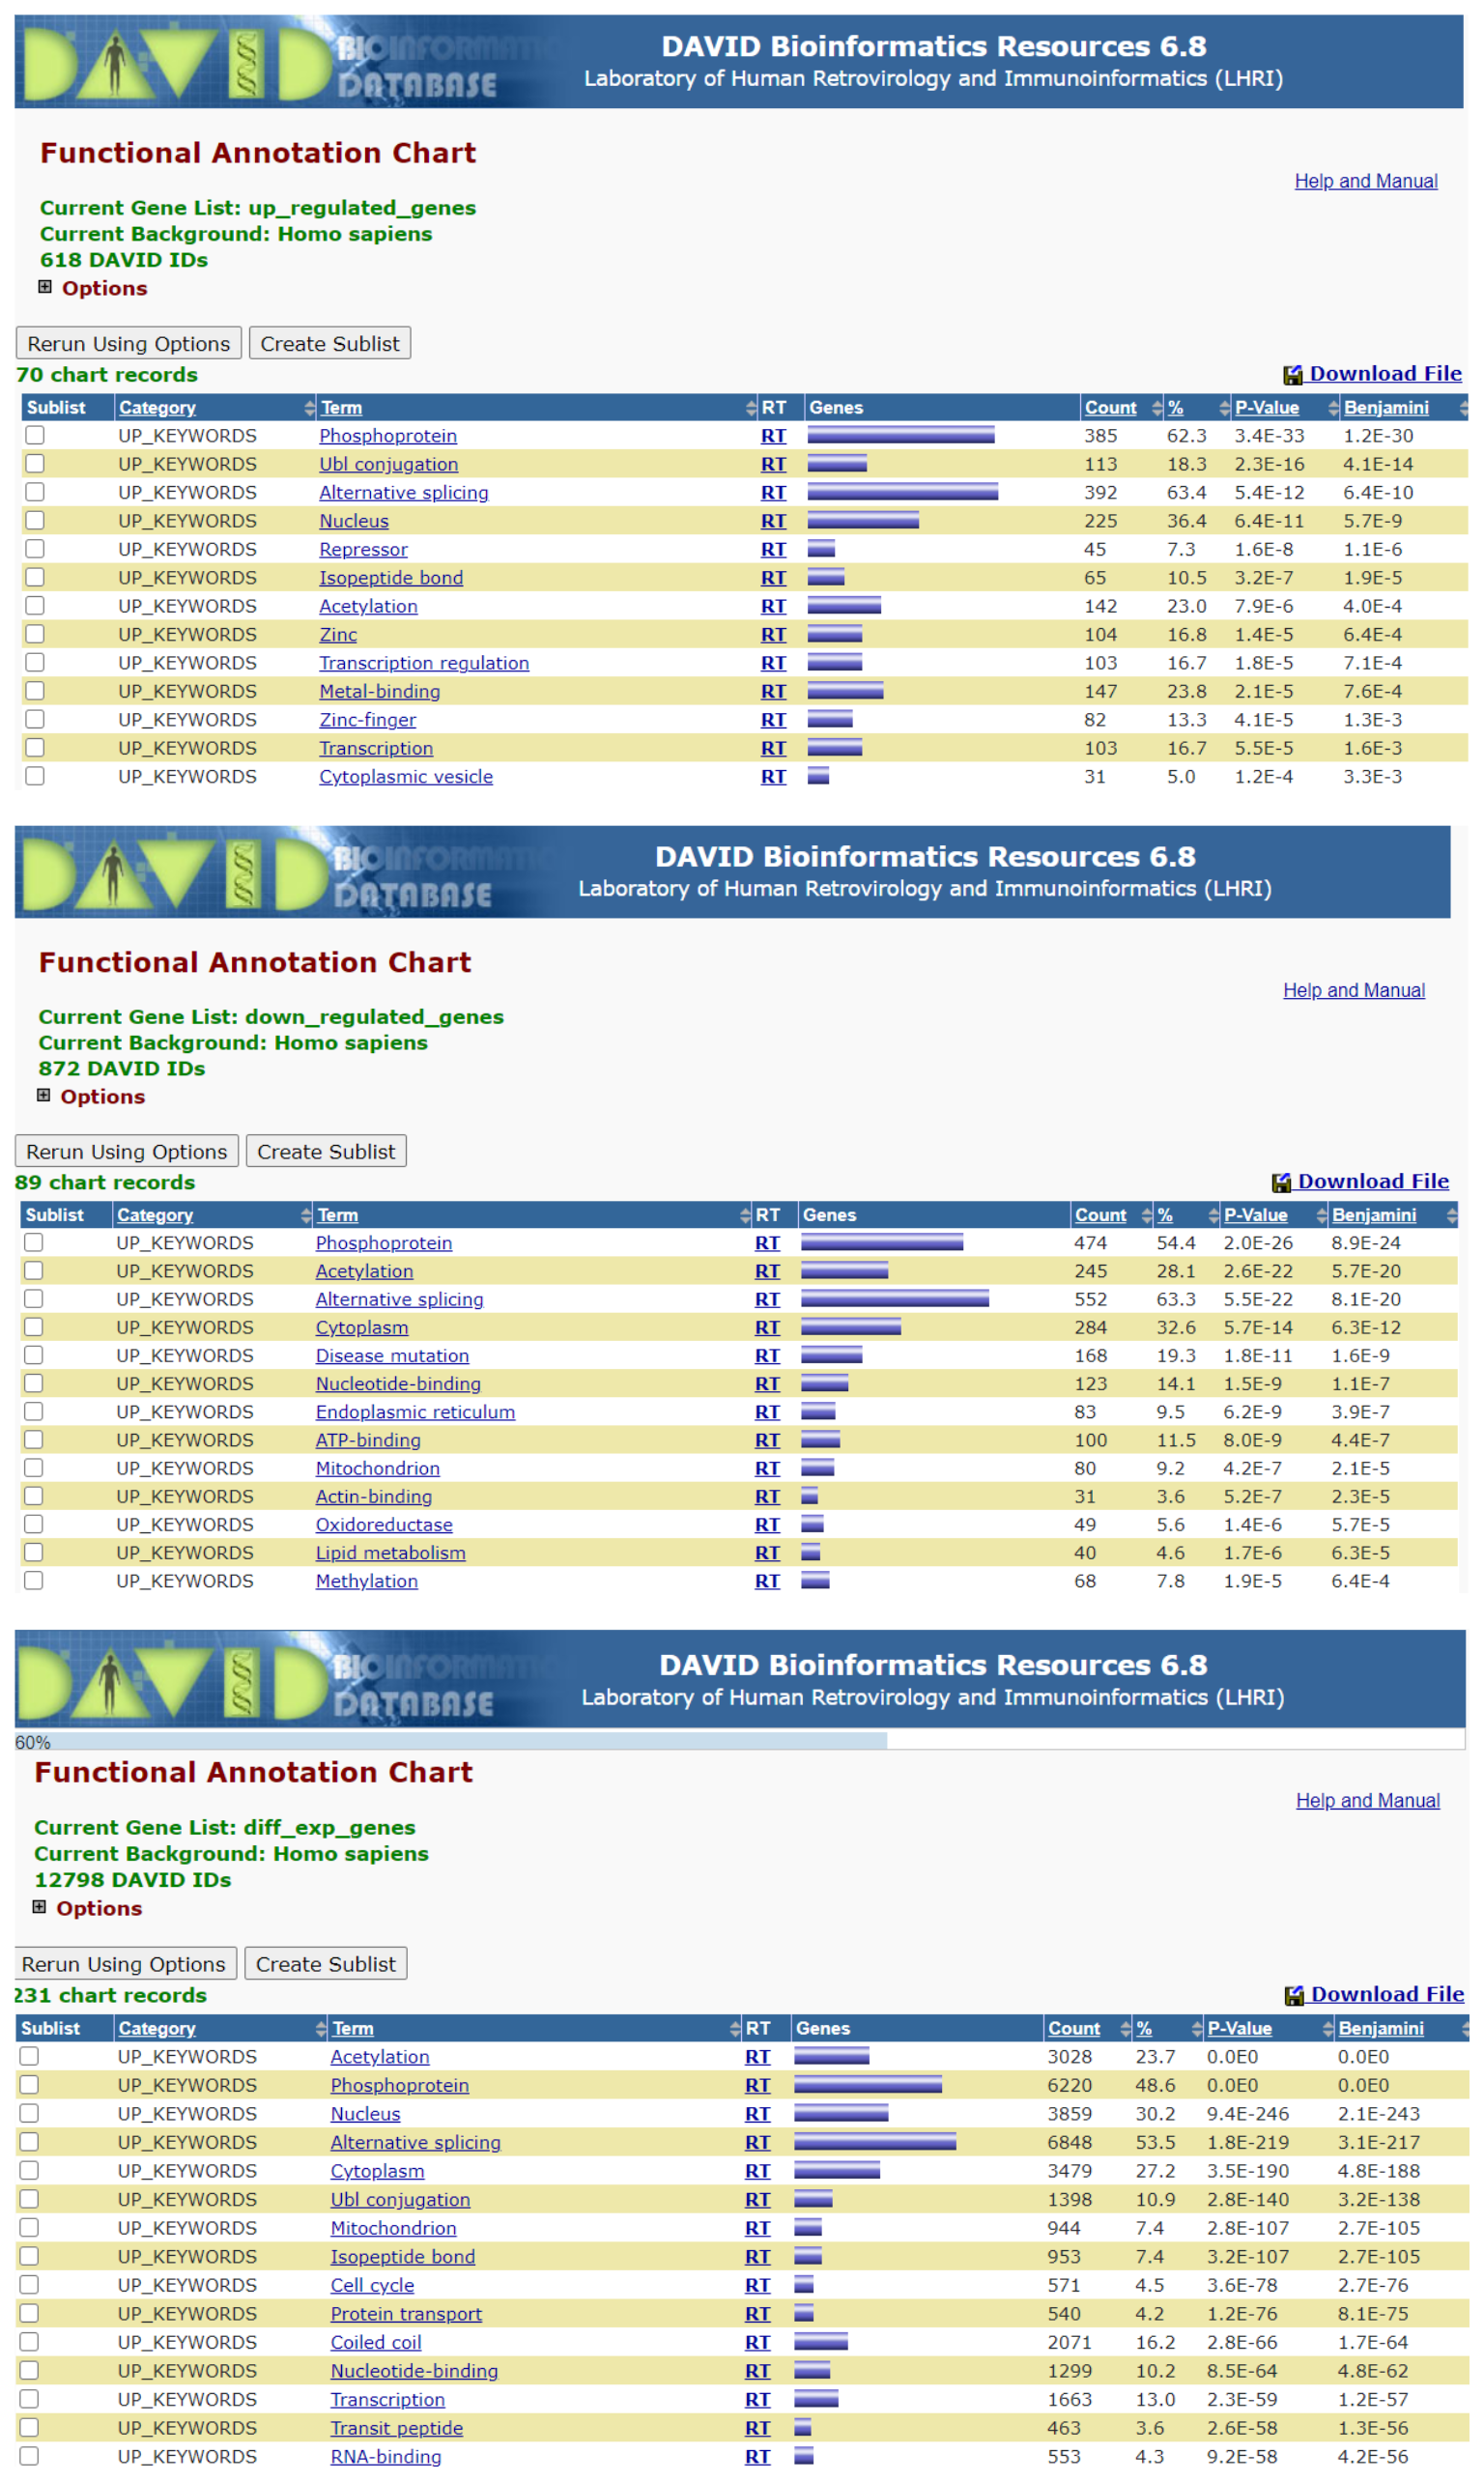 DAVID BIOINFORMATICS DATABASE
DAVID Bioinformatics Resources 6.8
Laboratory of Human Retrovirology and Immunoinformatics (LHRI)
Functional Annotation Chart
Help and Manual
Current Gene List: up_regulated_genes
Current Background: Homo sapiens
618 DAVID IDs
Options
Rerun Using Options Create Sublist
70 chart records Download File
Sublist Category Term RT Genes Count % P-Value Benjamini
UP_KEYWORDS Phosphoprotein RT 385 62.3 3.4E-33 1.2E-30
UP_KEYWORDS Ubl conjugation RT 113 18.3 2.3E-16 4.1E-14
UP_KEYWORDS Alternative splicing RT 392 63.4 5.4E-12 6.4E-10
UP_KEYWORDS Nucleus RT 225 36.4 6.4E-11 5.7E-9
UP_KEYWORDS Repressor RT 45 7.3 1.6E-8 1.1E-6
UP_KEYWORDS Isopeptide bond RT 65 10.5 3.2E-7 1.9E-5
UP_KEYWORDS Acetylation RT 142 23.0 7.9E-6 4.0E-4
UP_KEYWORDS Zinc RT 104 16.8 1.4E-5 6.4E-4
UP_KEYWORDS Transcription regulation RT 103 16.7 1.8E-5 7.1E-4
UP_KEYWORDS Metal-binding RT 147 23.8 2.1E-5 7.6E-4
UP_KEYWORDS Zinc-finger RT 82 13.3 4.1E-5 1.3E-3
UP_KEYWORDS Transcription RT 103 16.7 5.5E-5 1.6E-3
UP_KEYWORDS Cytoplasmic vesicle RT 31 5.0 1.2E-4 3.3E-3
DAVID BIOINFORMATICS DATABASE
DAVID Bioinformatics Resources 6.8
Laboratory of Human Retrovirology and Immunoinformatics (LHRI)
Functional Annotation Chart
Help and Manual
Current Gene List: down_regulated_genes
Current Background: Homo sapiens
872 DAVID IDs
Options
Rerun Using Options Create Sublist
89 chart records Download File
Sublist Category Term RT Genes Count % P-Value Benjamini
UP_KEYWORDS Phosphoprotein RT 474 54.4 2.0E-26 8.9E-24
UP_KEYWORDS Acetylation RT 245 28.1 2.6E-22 5.7E-20
UP_KEYWORDS Alternative splicing RT 552 63.3 5.5E-22 8.1E-20
UP_KEYWORDS Cytoplasm RT 284 32.6 5.7E-14 6.3E-12
UP_KEYWORDS Disease mutation RT 168 19.3 1.8E-11 1.6E-9
UP_KEYWORDS Nucleotide-binding RT 123 14.1 1.5E-9 1.1E-7
UP_KEYWORDS Endoplasmic reticulum RT 83 9.5 6.2E-9 3.9E-7
UP_KEYWORDS ATP-binding RT 100 11.5 8.0E-9 4.4E-7
UP_KEYWORDS Mitochondrion RT 80 9.2 4.2E-7 2.1E-5
UP_KEYWORDS Actin-binding RT 31 3.6 5.2E-7 2.3E-5
UP_KEYWORDS Oxidoreductase RT 49 5.6 1.4E-6 5.7E-5
UP_KEYWORDS Lipid metabolism RT 40 4.6 1.7E-6 6.3E-5
UP_KEYWORDS Methylation RT 68 7.8 1.9E-5 6.4E-4
DAVID BIOINFORMATICS DATABASE
DAVID Bioinformatics Resources 6.8
Laboratory of Human Retrovirology and Immunoinformatics (LHRI)
60%
Functional Annotation Chart
Help and Manual
Current Gene List: diff_exp_genes
Current Background: Homo sapiens
12798 DAVID IDs
Options
Rerun Using Options Create Sublist
231 chart records Download File
Sublist Category Term RT Genes Count % P-Value Benjamini
UP_KEYWORDS Acetylation RT 3028 23.7 0.0E0 0.0E0
UP_KEYWORDS Phosphoprotein RT 6220 48.6 0.0E0 0.0E0
UP_KEYWORDS Nucleus RT 3859 30.2 9.4E-246 2.1E-243
UP_KEYWORDS Alternative splicing RT 6848 53.5 1.8E-219 3.1E-217
UP_KEYWORDS Cytoplasm RT 3479 27.2 3.5E-190 4.8E-188
UP_KEYWORDS Ubl conjugation RT 1398 10.9 2.8E-140 3.2E-138
UP_KEYWORDS Mitochondrion RT 944 7.4 2.8E-107 2.7E-105
UP_KEYWORDS Isopeptide bond RT 953 7.4 3.2E-107 2.7E-105
UP_KEYWORDS Cell cycle RT 571 4.5 3.6E-78 2.7E-76
UP_KEYWORDS Protein transport RT 540 4.2 1.2E-76 8.1E-75
UP_KEYWORDS Coiled coil RT 2071 16.2 2.8E-66 1.7E-64
UP_KEYWORDS Nucleotide-binding RT 1299 10.2 8.5E-64 4.8E-62
UP_KEYWORDS Transcription RT 1663 13.0 2.3E-59 1.2E-57
UP_KEYWORDS Transit peptide RT 463 3.6 2.6E-58 1.3E-56
UP_KEYWORDS RNA-binding RT 553 4.3 9.2E-58 4.2E-56